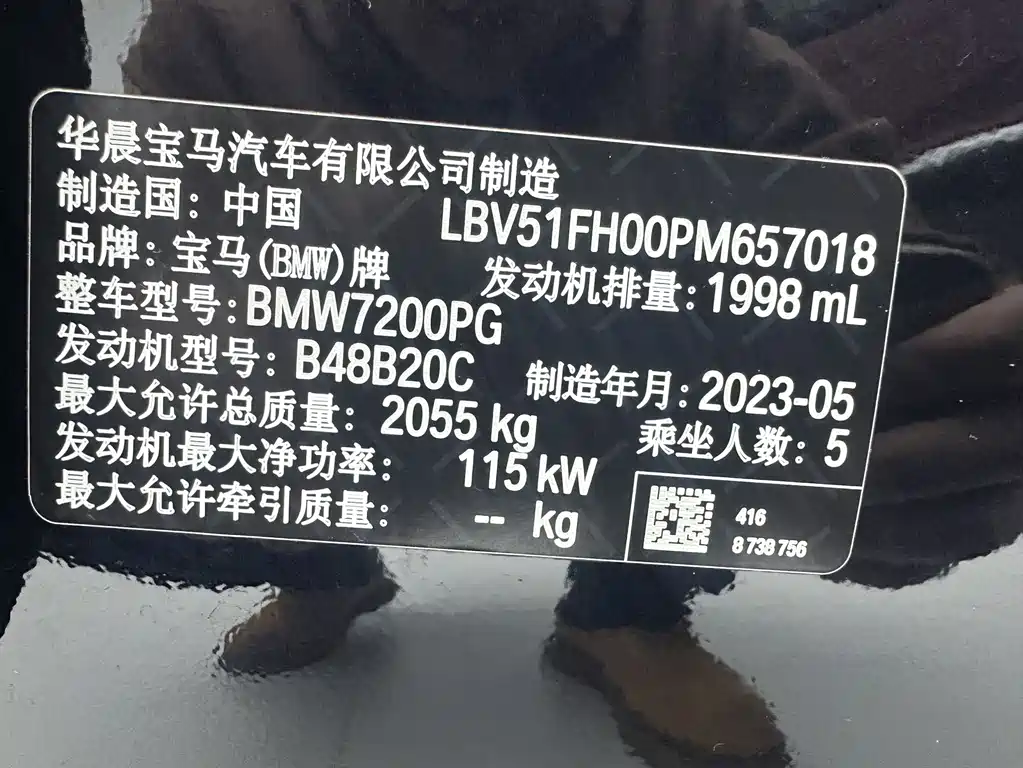 华晨宝马汽车有限公司制造
制造国：中国 LBV51FH00PM657018
品牌：宝马(BMW)牌 发动机排量：1998 mL
整车型号：BMW7200PG
发动机型号：B48B20C 制造年月：2023-05
最大允许总质量：2055 kg 乘坐人数：5
发动机最大净功率：115 kW
最大允许牵引质量：-- kg
416
8 738 756